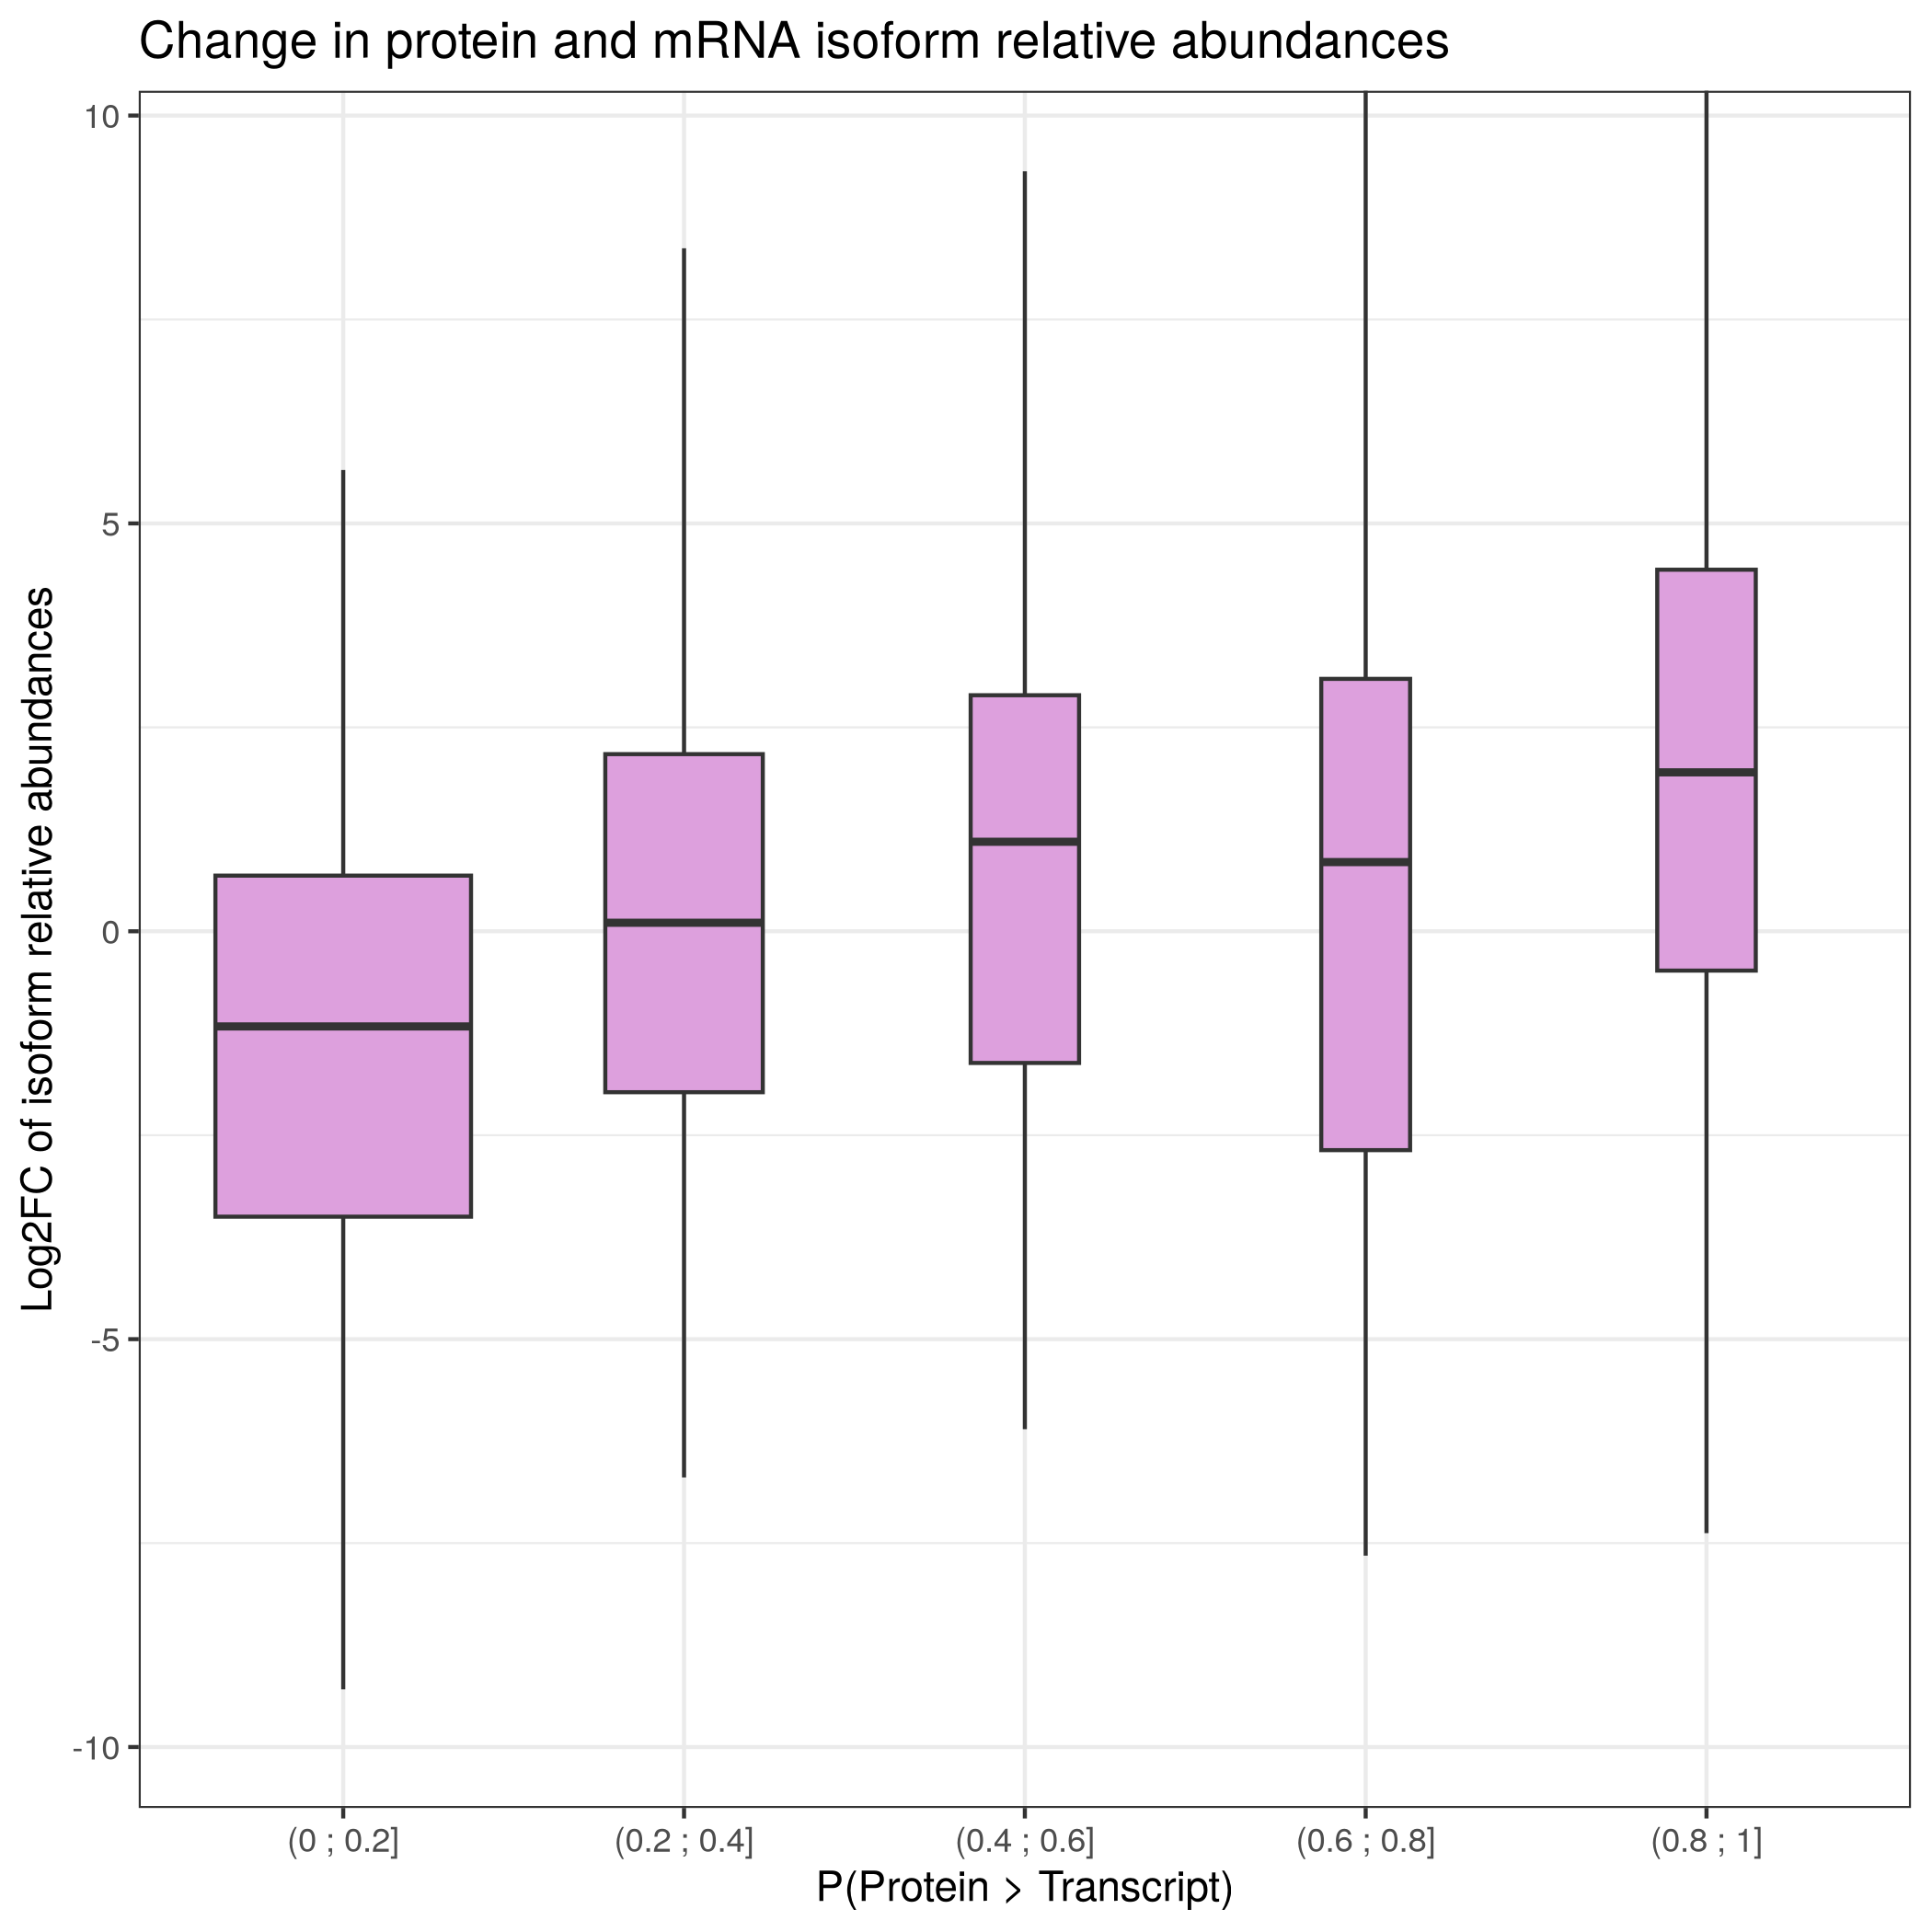 Change in protein and mRNA isoform relative abundances
Log2FC of isoform relative abundances
10
5
0
-5
-10
(0 ; 0.2]
(0.2 ; 0.4]
(0.4 ; 0.6]
(0.6 ; 0.8]
(0.8 ; 1]
P(Protein > Transcript)